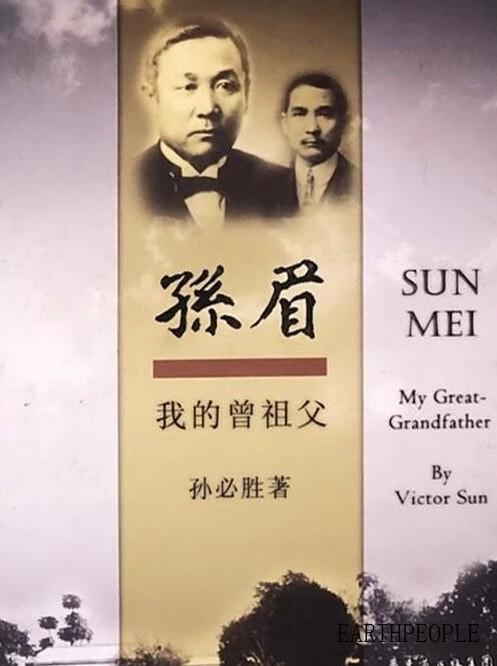 孫眉
我的曾祖父
孙必胜著
SUN
MEI
My Great-
Grandfather
By
Victor Sun
EARTHPEOPLE